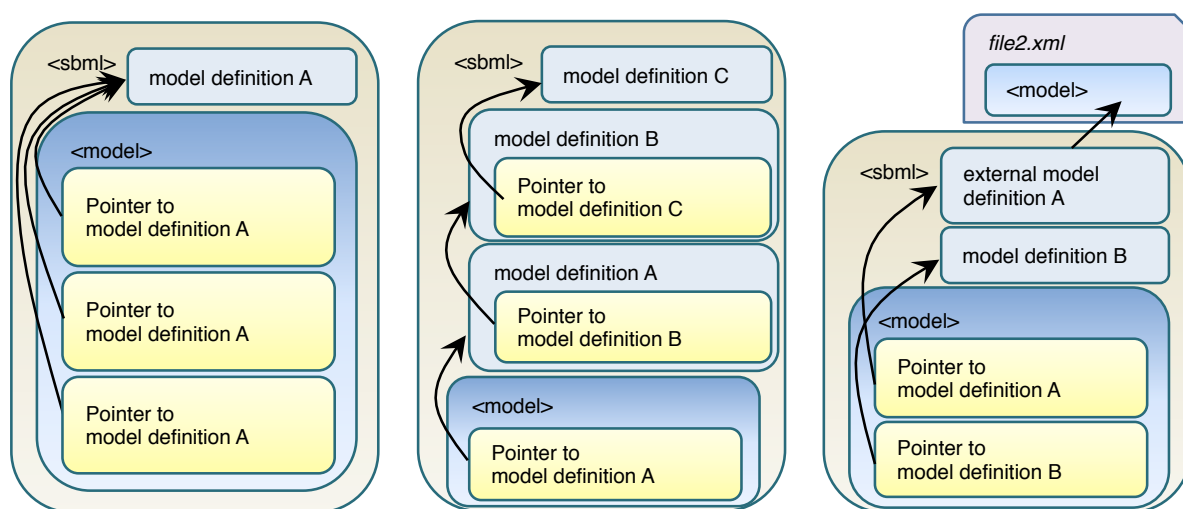 <sbml>
model definition A
<model>
Pointer to
model definition A
Pointer to
model definition A
Pointer to
model definition A
<sbml>
model definition C
model definition B
Pointer to
model definition C
model definition A
Pointer to
model definition B
<model>
Pointer to
model definition A
file2.xml
<model>
<sbml>
external model
definition A
model definition B
<model>
Pointer to
model definition A
Pointer to
model definition B